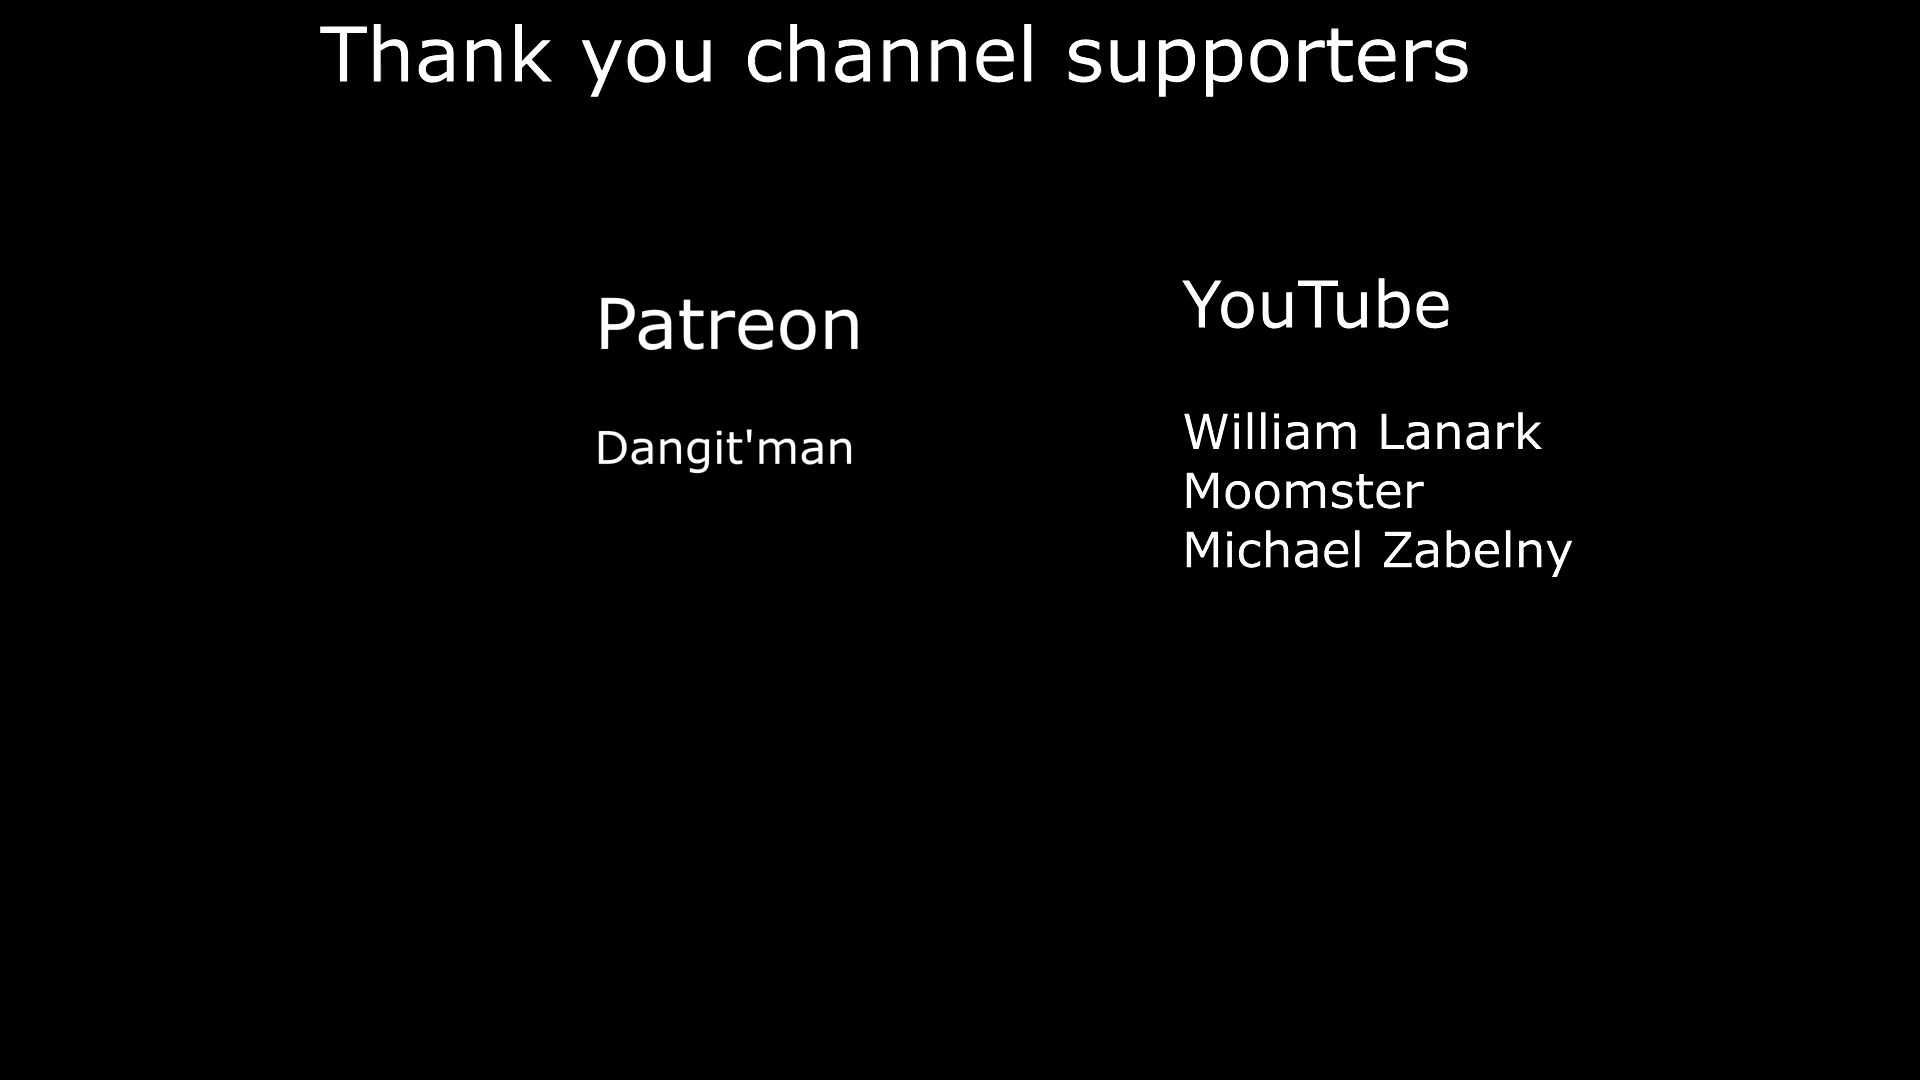 Thank you channel supporters
Patreon
Dangit'man
YouTube
William Lanark
Moomster
Michael Zabelny